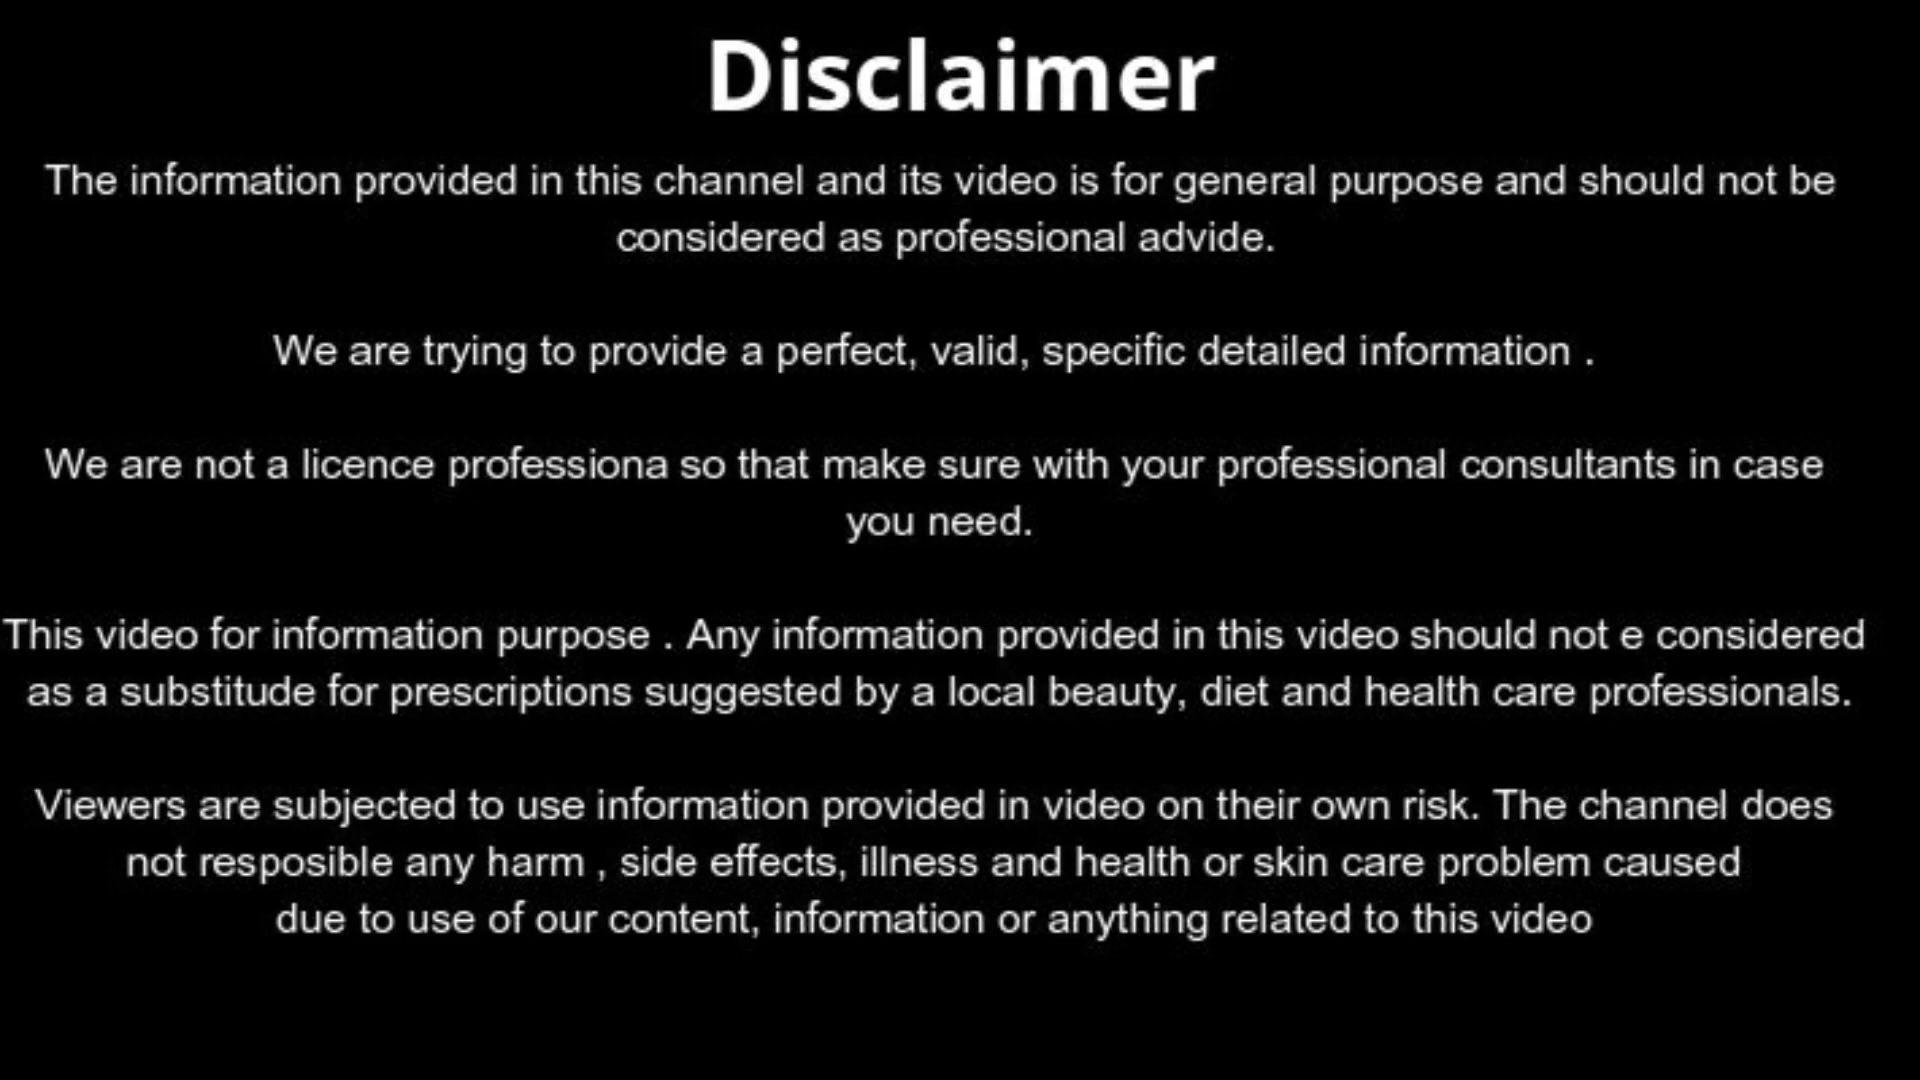 Disclaimer
The information provided in this channel and its video is for general purpose and should not be
considered as professional advide.
We are trying to provide a perfect, valid, specific detailed information .
We are not a licence professiona so that make sure with your professional consultants in case
you need.
This video for information purpose . Any information provided in this video should not e considered
as a substitude for prescriptions suggested by a local beauty, diet and health care professionals.
Viewers are subjected to use information provided in video on their own risk. The channel does
not resposible any harm , side effects, illness and health or skin care problem caused
due to use of our content, information or anything related to this video